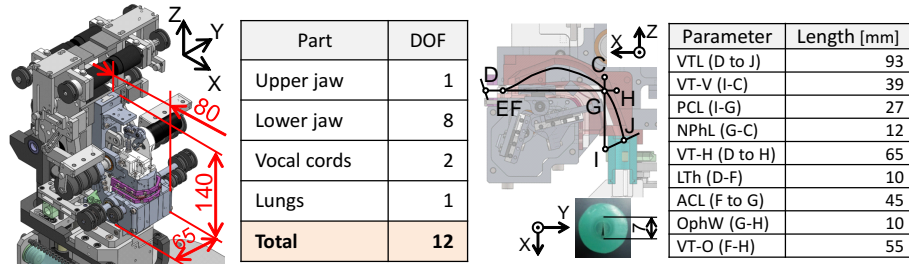 Z
Y
X
80
140
65
Part DOF
Upper jaw 1
Lower jaw 8
Vocal cords 2
Lungs 1
Total 12
X Z
C
D
EF G H
J
I
Y
X
7
Parameter Length [mm]
VTL (D to J) 93
VT-V (I-C) 39
PCL (I-G) 27
NPhL (G-C) 12
VT-H (D to H) 65
LTh (D-F) 10
ACL (F to G) 45
OphW (G-H) 10
VT-O (F-H) 55